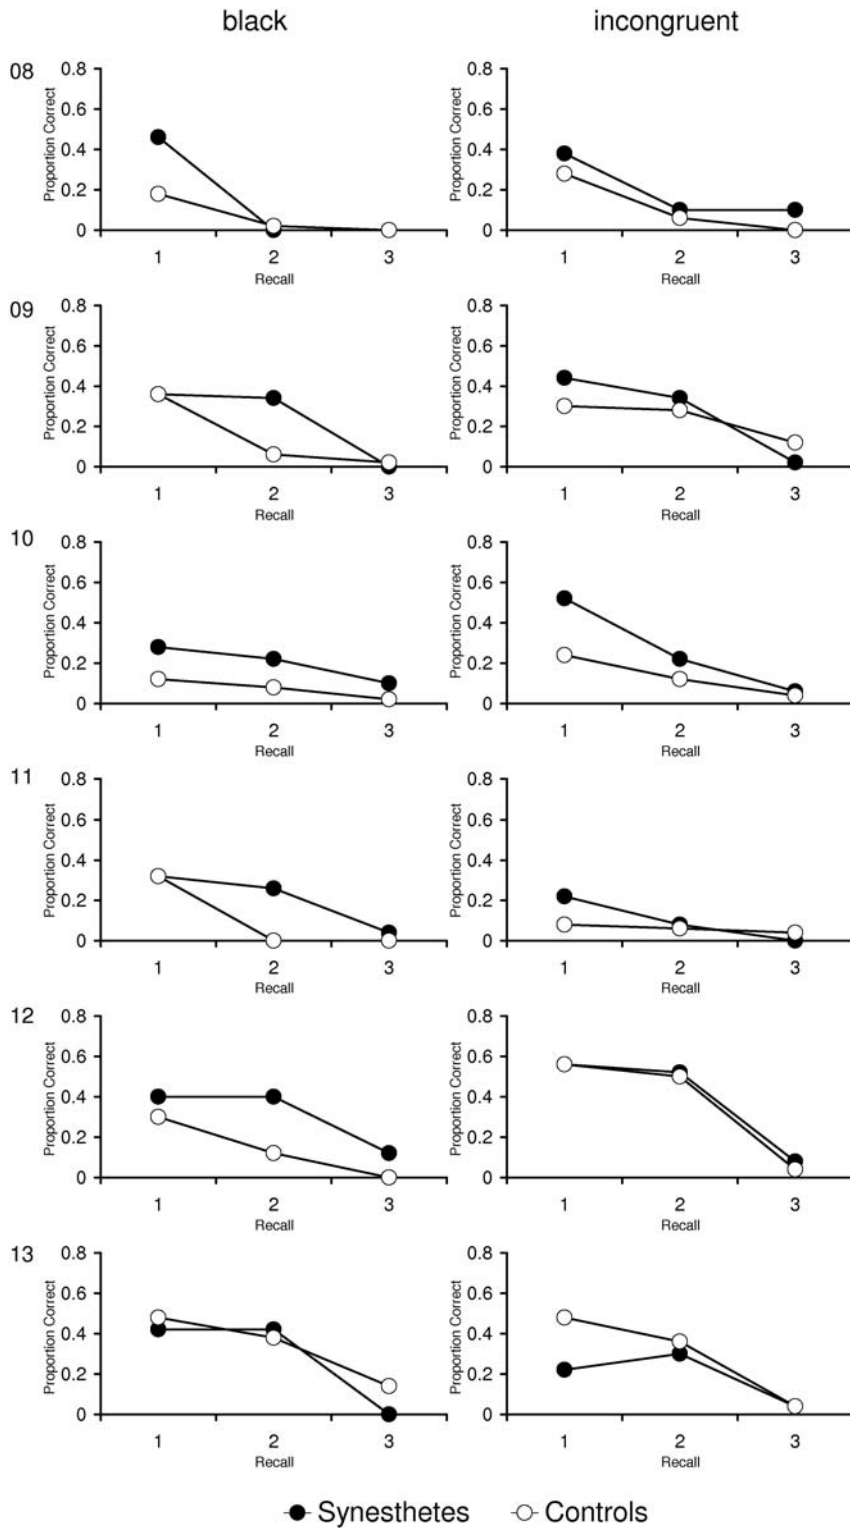 black
incongruent
08
Proportion Correct
0.8
0.6
0.4
0.2
0
1 2 3
Recall
Proportion Correct
0.8
0.6
0.4
0.2
0
1 2 3
Recall
09
Proportion Correct
0.8
0.6
0.4
0.2
0
1 2 3
Recall
Proportion Correct
0.8
0.6
0.4
0.2
0
1 2 3
Recall
10
Proportion Correct
0.8
0.6
0.4
0.2
0
1 2 3
Recall
Proportion Correct
0.8
0.6
0.4
0.2
0
1 2 3
Recall
11
Proportion Correct
0.8
0.6
0.4
0.2
0
1 2 3
Recall
Proportion Correct
0.8
0.6
0.4
0.2
0
1 2 3
Recall
12
Proportion Correct
0.8
0.6
0.4
0.2
0
1 2 3
Recall
Proportion Correct
0.8
0.6
0.4
0.2
0
1 2 3
Recall
13
Proportion Correct
0.8
0.6
0.4
0.2
0
1 2 3
Recall
Proportion Correct
0.8
0.6
0.4
0.2
0
1 2 3
Recall
Synesthetes
Controls